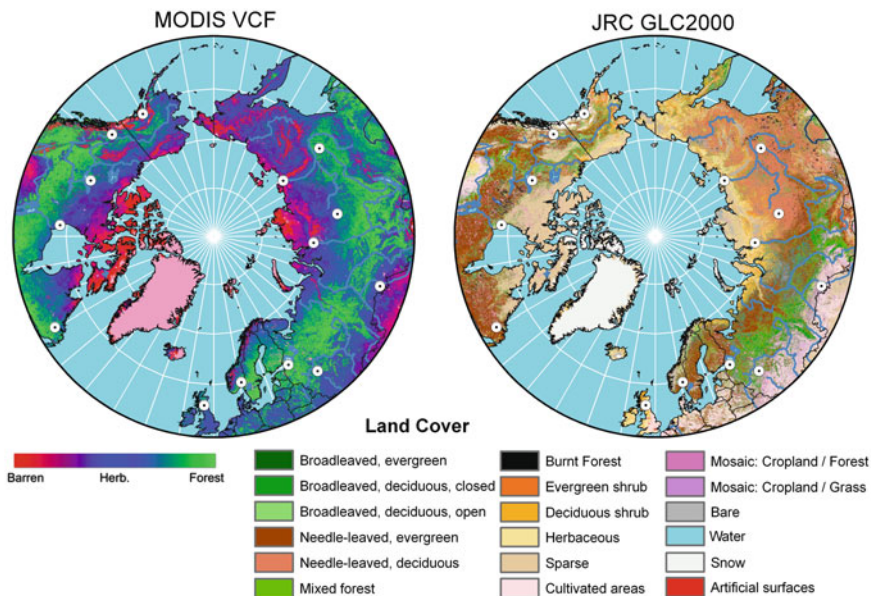 MODIS VCF
JRC GLC2000
Land Cover
Barren Herb. Forest
Broadleaved, evergreen
Broadleaved, deciduous, closed
Broadleaved, deciduous, open
Needle-leaved, evergreen
Needle-leaved, deciduous
Mixed forest
Burnt Forest
Evergreen shrub
Deciduous shrub
Herbaceous
Sparse
Cultivated areas
Mosaic: Cropland / Forest
Mosaic: Cropland / Grass
Bare
Water
Snow
Artificial surfaces